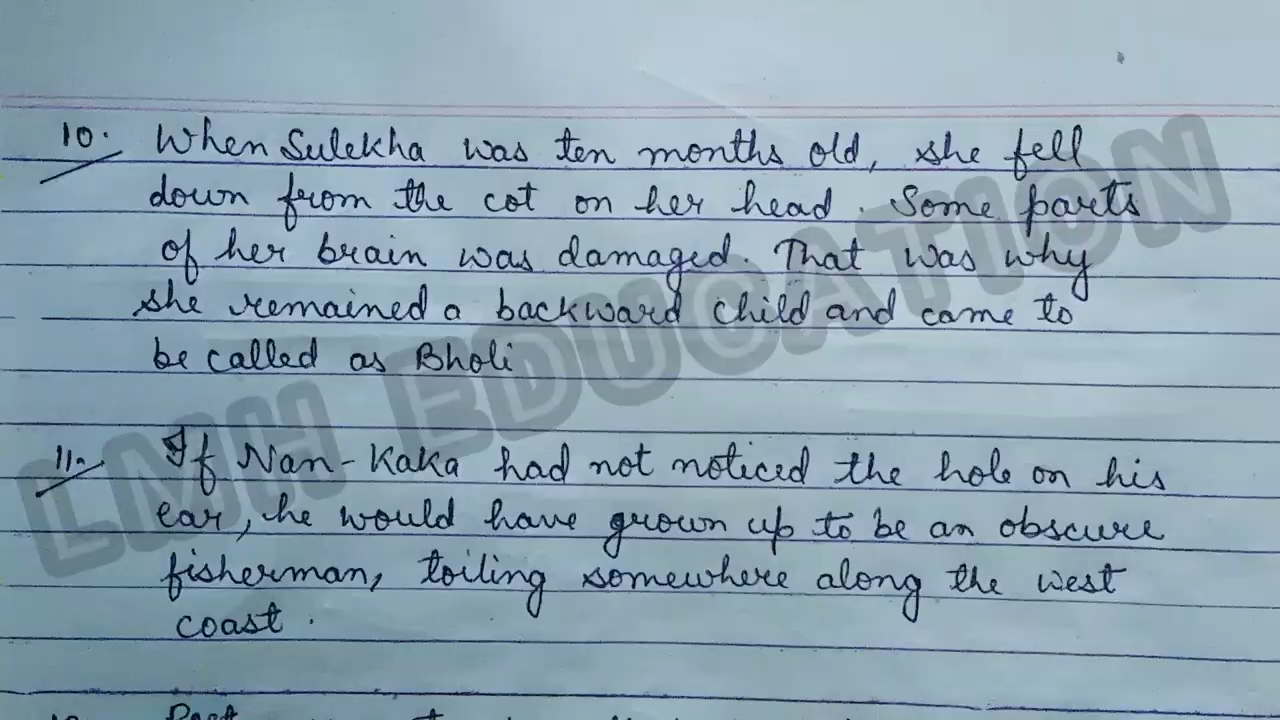 10. When Sulekha was ten months old, she fell
down from the cot on her head. Some parts
of her brain was damaged. That was why
she remained a backward child and came to
be called as Bholi
11. If Nan-Kaka had not noticed the hole on his
ear, he would have grown up to be an obscure
fisherman, toiling somewhere along the west
coast.
LMH EDUCATION